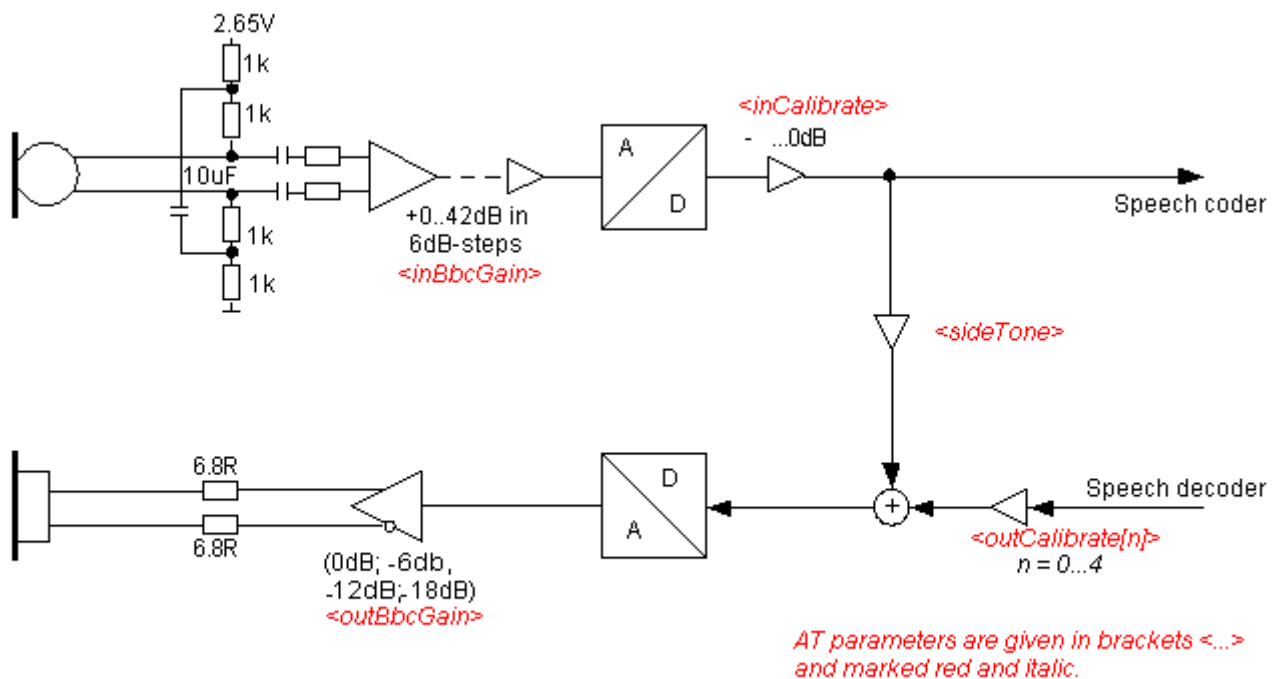 2.65V
1k
1k
10uF
1k
1k
+0..42dB in
6dB-steps
<inBbcGain>
A
D
<inCalibrate>
- ...0dB
Speech coder
<sideTone>
6.8R
6.8R
(0dB; -6db,
-12dB;-18dB)
<outBbcGain>
D
A
+
Speech decoder
<outCalibrate[n]>
n = 0...4
AT parameters are given in brackets <...>
and marked red and italic.